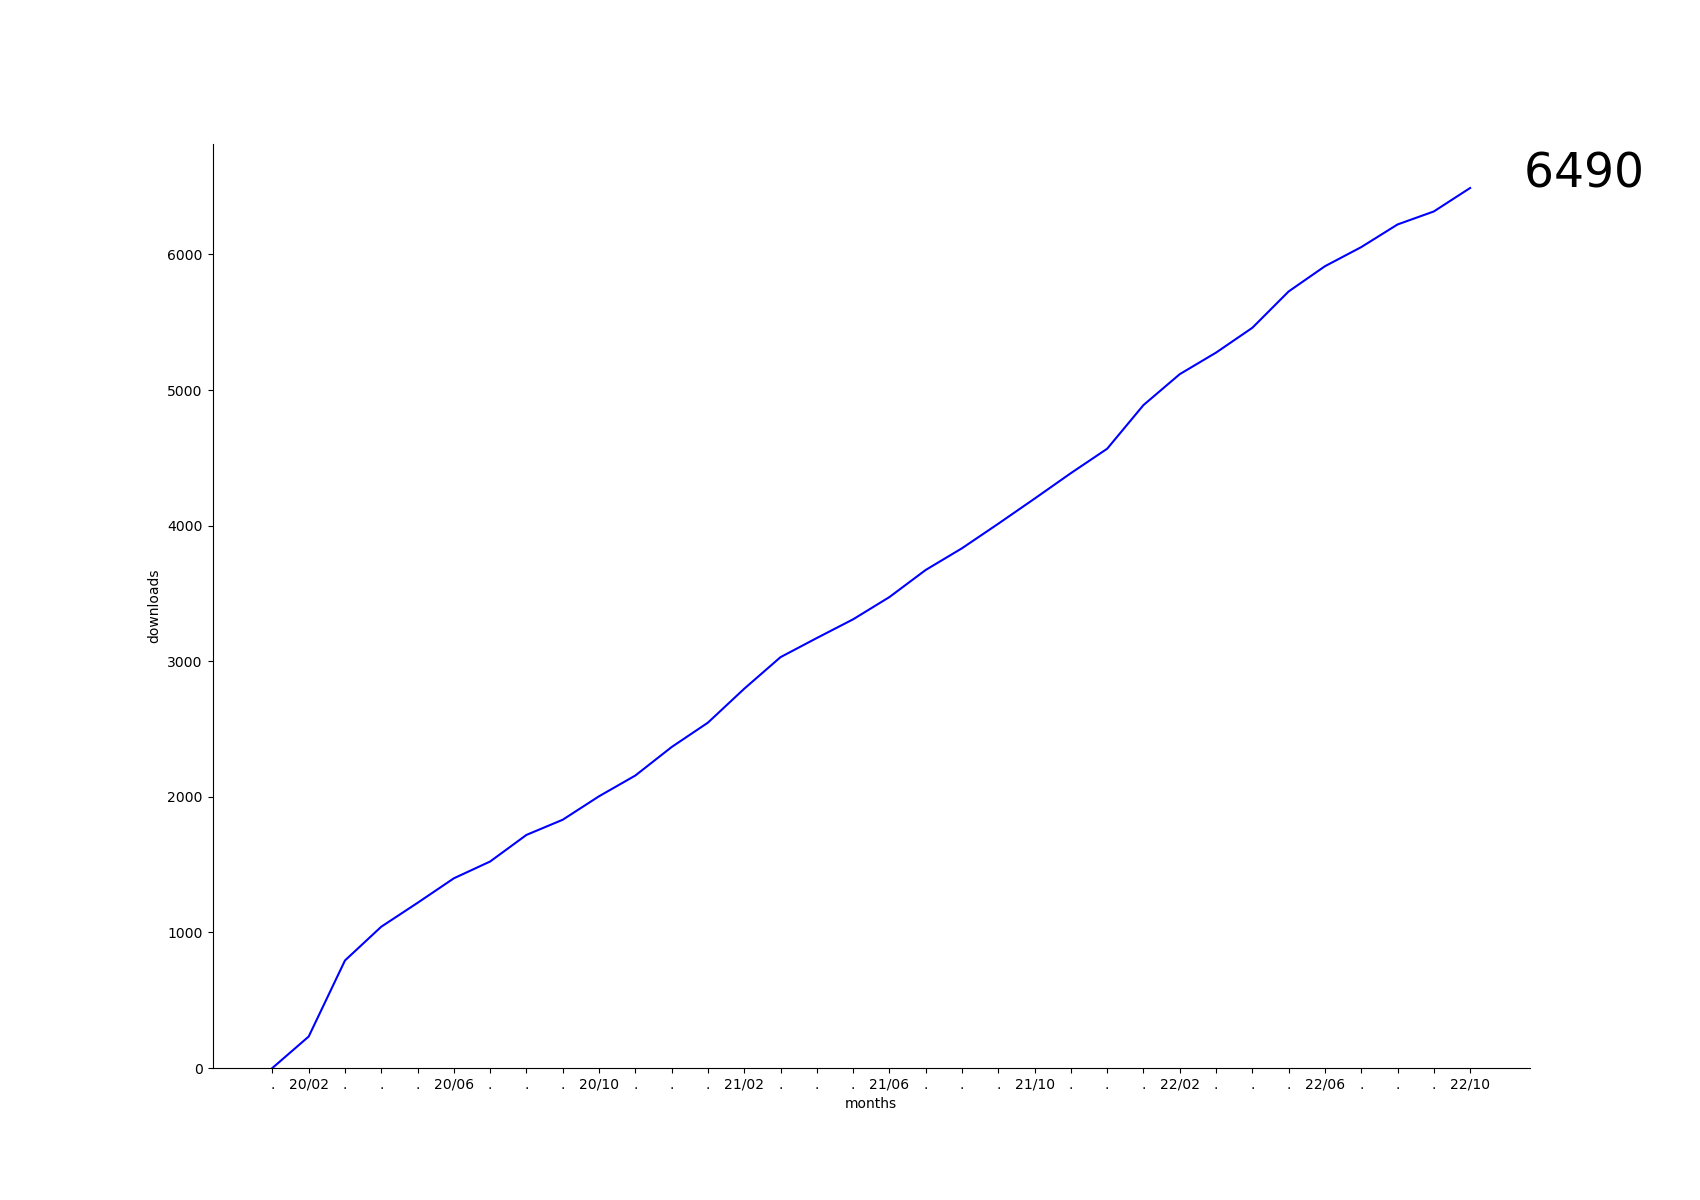 6490
6000
5000
4000
downloads
3000
2000
1000
0
. 20/02 . . . 20/06 . . . 20/10 . . . 21/02 . . . 21/06 . . . 21/10 . . . 22/02 . . . 22/06 . . . 22/10
months